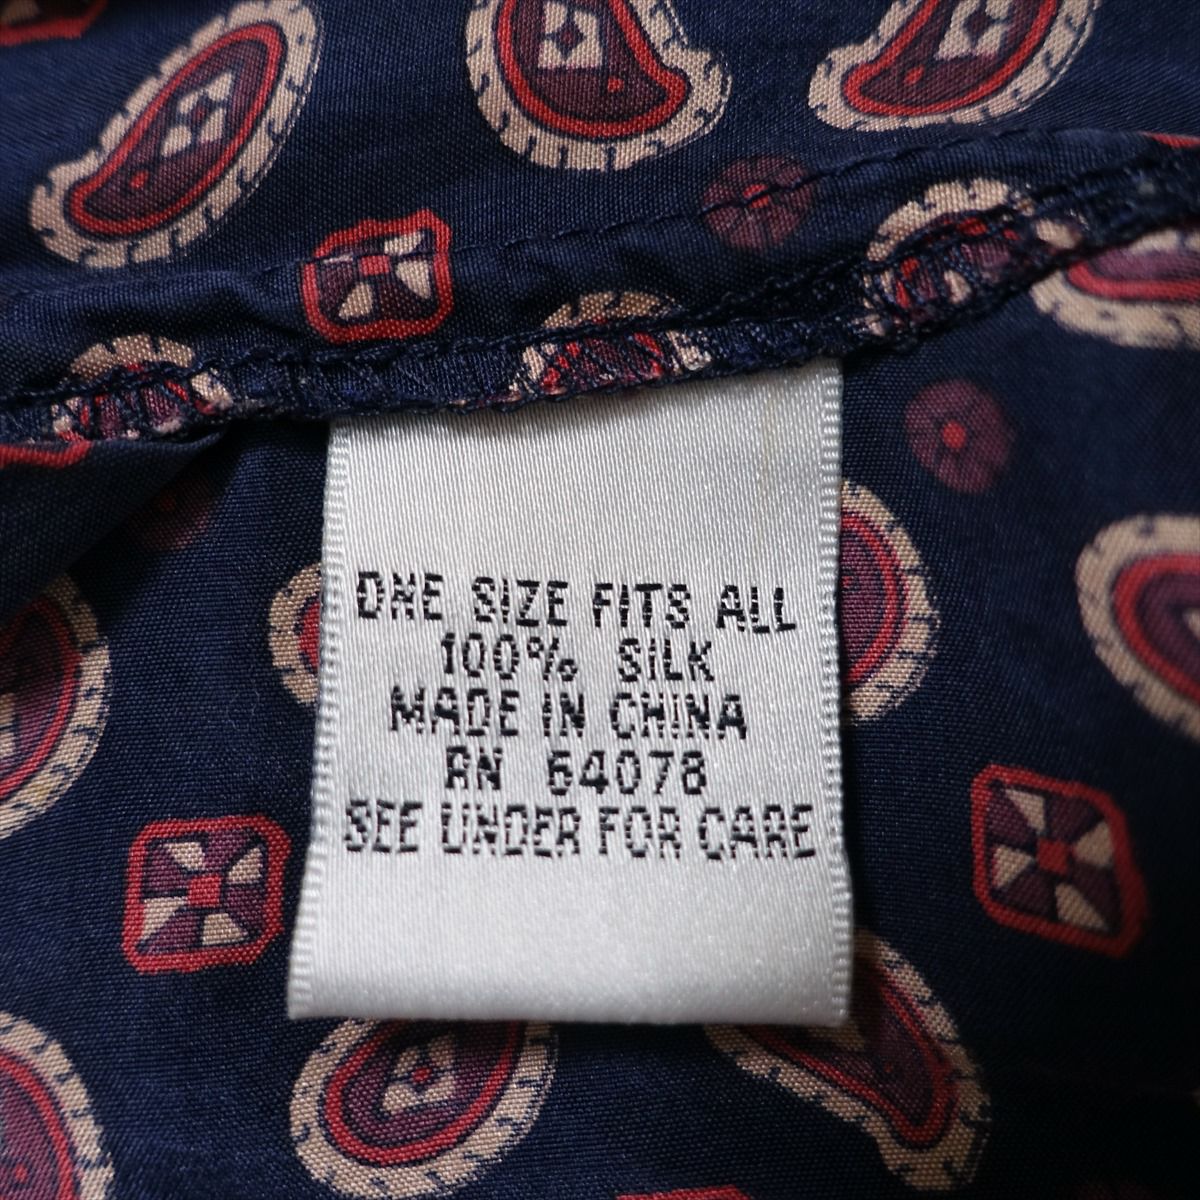 ONE SIZE FITS ALL
100% SILK
MADE IN CHINA
RN 64078
SEE UNDER FOR CARE